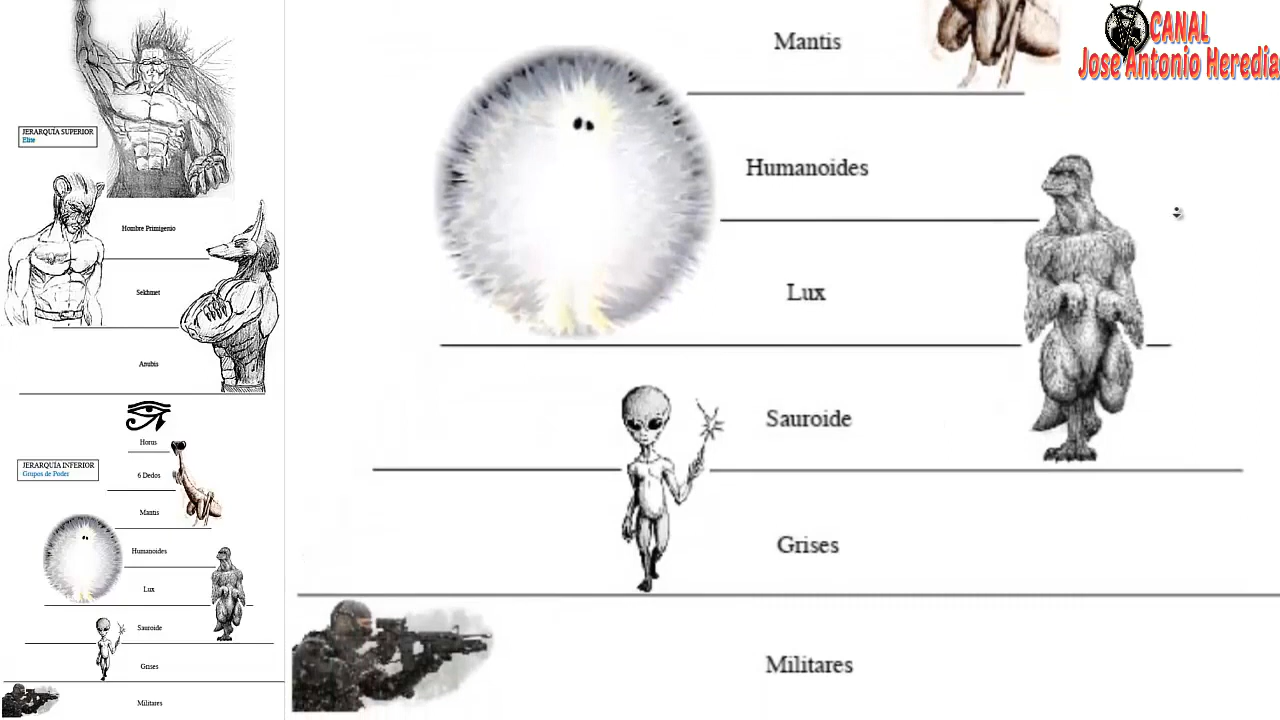 JERARQUÍA SUPERIOR
Elite
Hombre Primigenio
Sekhmet
Anubis
Horus
JERARQUÍA INFERIOR
Grupos de Poder
6 Dedos
Mantis
Humanoides
Lux
Sauroide
Grises
Militares
Mantis
Humanoides
Lux
Sauroide
Grises
Militares
CANAL
Jose Antonio Heredia